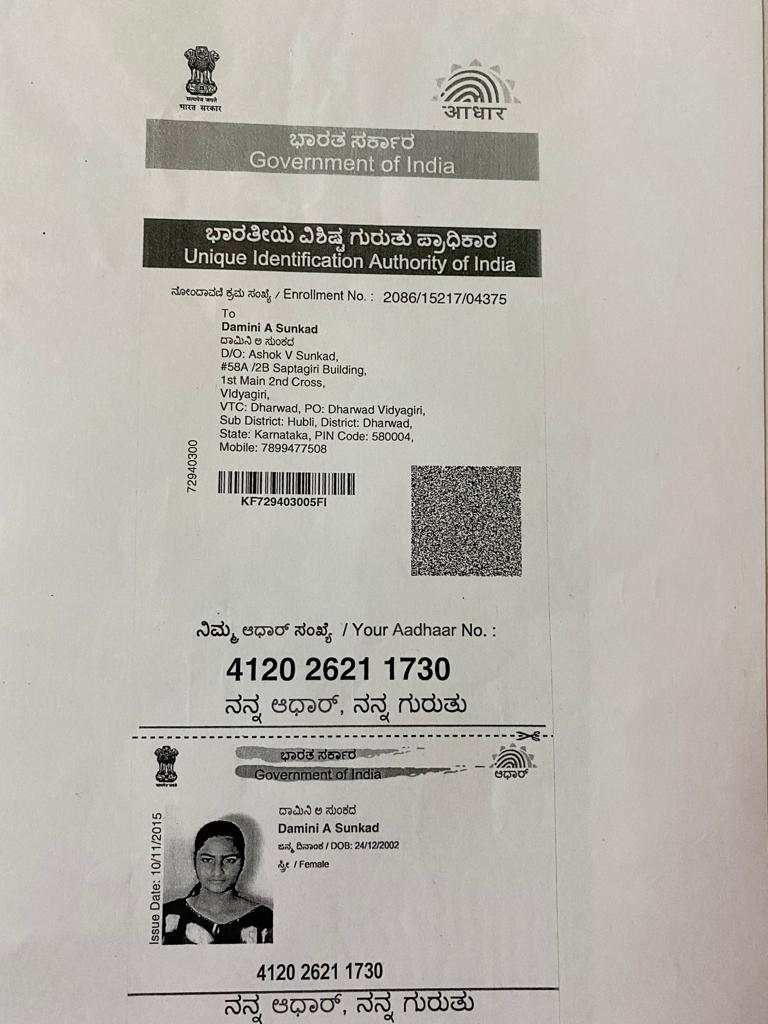 सत्यमेव जयते
भारत सरकार
आधार
ಭಾರತ ಸರ್ಕಾರ
Government of India
ಭಾರತೀಯ ವಿಶಿಷ್ಟ ಗುರುತು ಪ್ರಾಧಿಕಾರ
Unique Identification Authority of India
ನೋಂದಾವಣಿ ಕ್ರಮ ಸಂಖ್ಯೆ / Enrollment No. : 2086/15217/04375
To
Damini A Sunkad
ದಾಮಿನಿ ಅ ಸುಂಕದ
D/O: Ashok V Sunkad,
#58A /2B Saptagiri Building,
1st Main 2nd Cross,
VIdyagiri,
VTC: Dharwad, PO: Dharwad Vidyagiri,
Sub District: Hubli, District: Dharwad,
State: Karnataka, PIN Code: 580004,
Mobile: 7899477508
72940300
KF729403005FI
ನಿಮ್ಮ ಆಧಾರ್ ಸಂಖ್ಯೆ / Your Aadhaar No. :
4120 2621 1730
ನನ್ನ ಆಧಾರ್, ನನ್ನ ಗುರುತು
ಭಾರತ ಸರ್ಕಾರ
Government of India
ಆಧಾರ್
ದಾಮಿನಿ ಅ ಸುಂಕದ
Damini A Sunkad
ಜನ್ಮ ದಿನಾಂಕ / DOB: 24/12/2002
ಸ್ತ್ರೀ / Female
Issue Date: 10/11/2015
4120 2621 1730
ನನ್ನ ಆಧಾರ್, ನನ್ನ ಗುರುತು